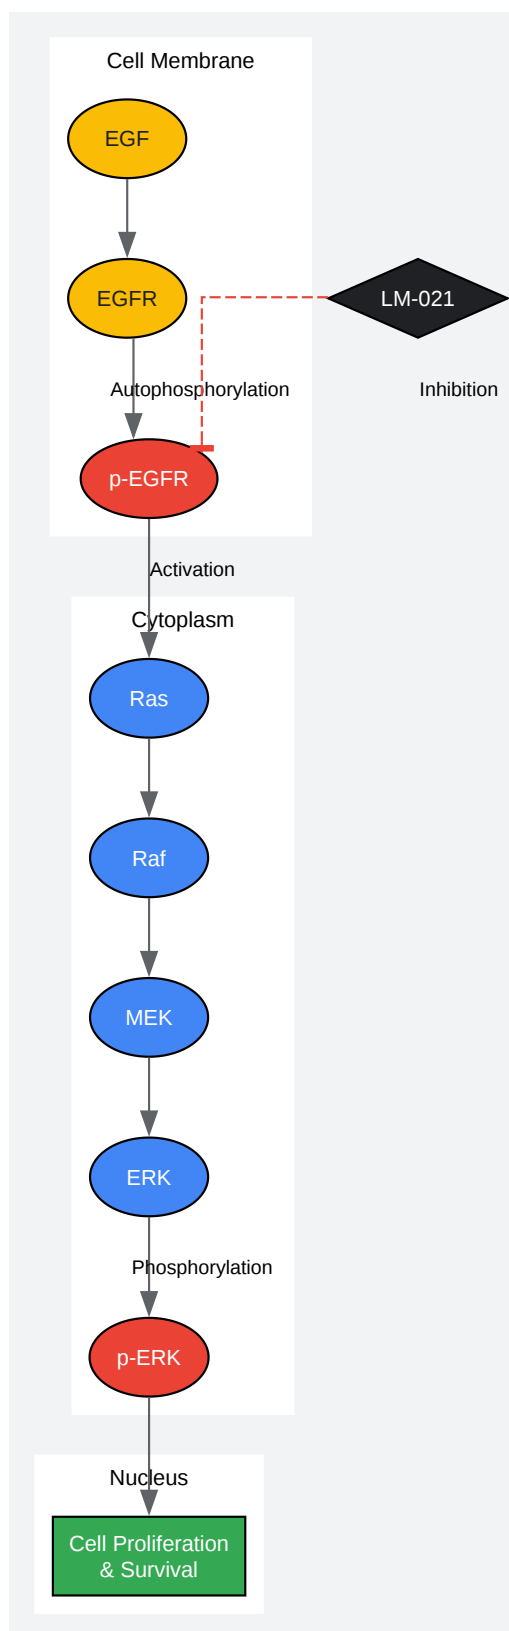 Cell Membrane
EGF
EGFR
LM-021
Autophosphorylation
Inhibition
p-EGFR
Activation
Cytoplasm
Ras
Raf
MEK
ERK
Phosphorylation
p-ERK
Nucleus
Cell Proliferation
& Survival